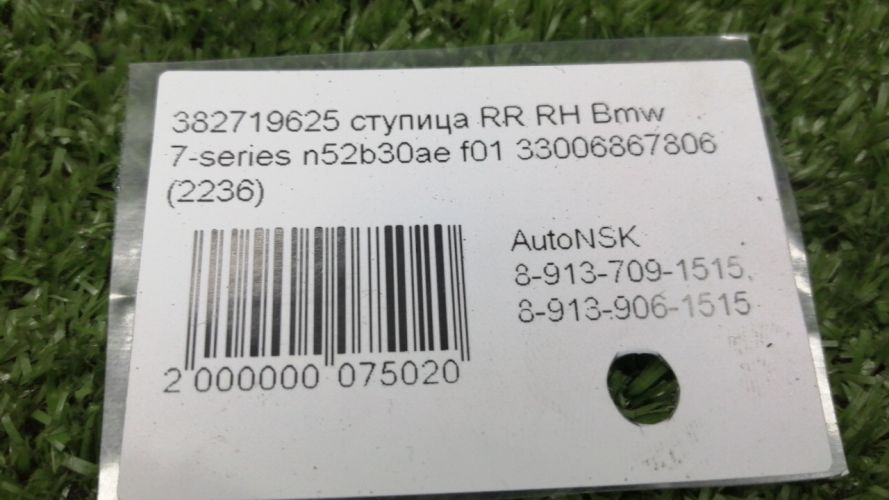 382719625 ступица RR RH Bmw
7-series n52b30ae f01 33006867806
(2236)
AutoNSK
8-913-709-1515,
8-913-906-1515
2 000000 075020